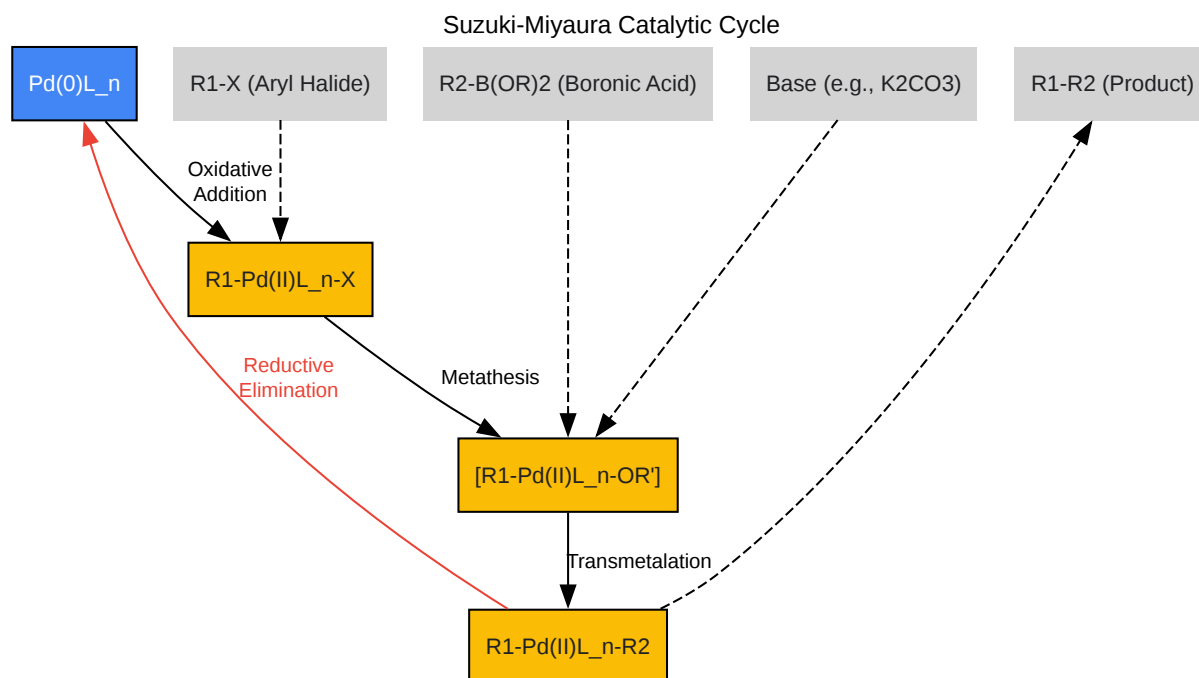 Suzuki-Miyaura Catalytic Cycle
Pd(0)L_n
R1-X (Aryl Halide)
R2-B(OR)2 (Boronic Acid)
Base (e.g., K2CO3)
R1-R2 (Product)
Oxidative
Addition
R1-Pd(II)L_n-X
Reductive
Elimination
Metathesis
[R1-Pd(II)L_n-OR']
Transmetalation
R1-Pd(II)L_n-R2